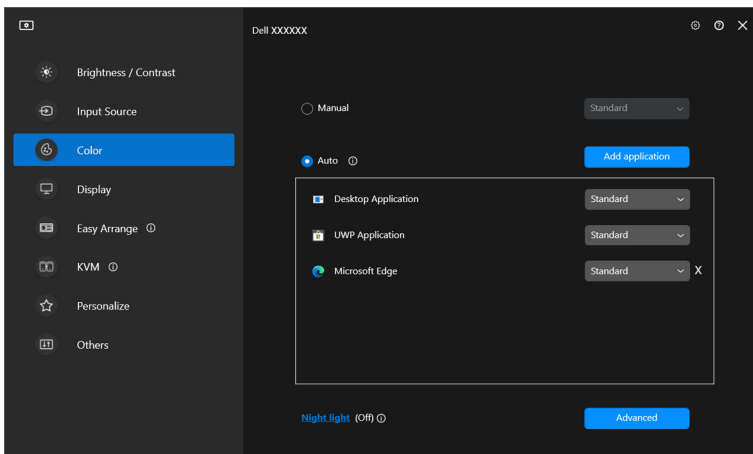 Dell XXXXXX
Brightness / Contrast
Input Source
Color
Display
Easy Arrange
KVM
Personalize
Others
Manual
Standard
Auto
Add application
Desktop Application
Standard
UWP Application
Standard
Microsoft Edge
Standard
X
Night light (Off)
Advanced